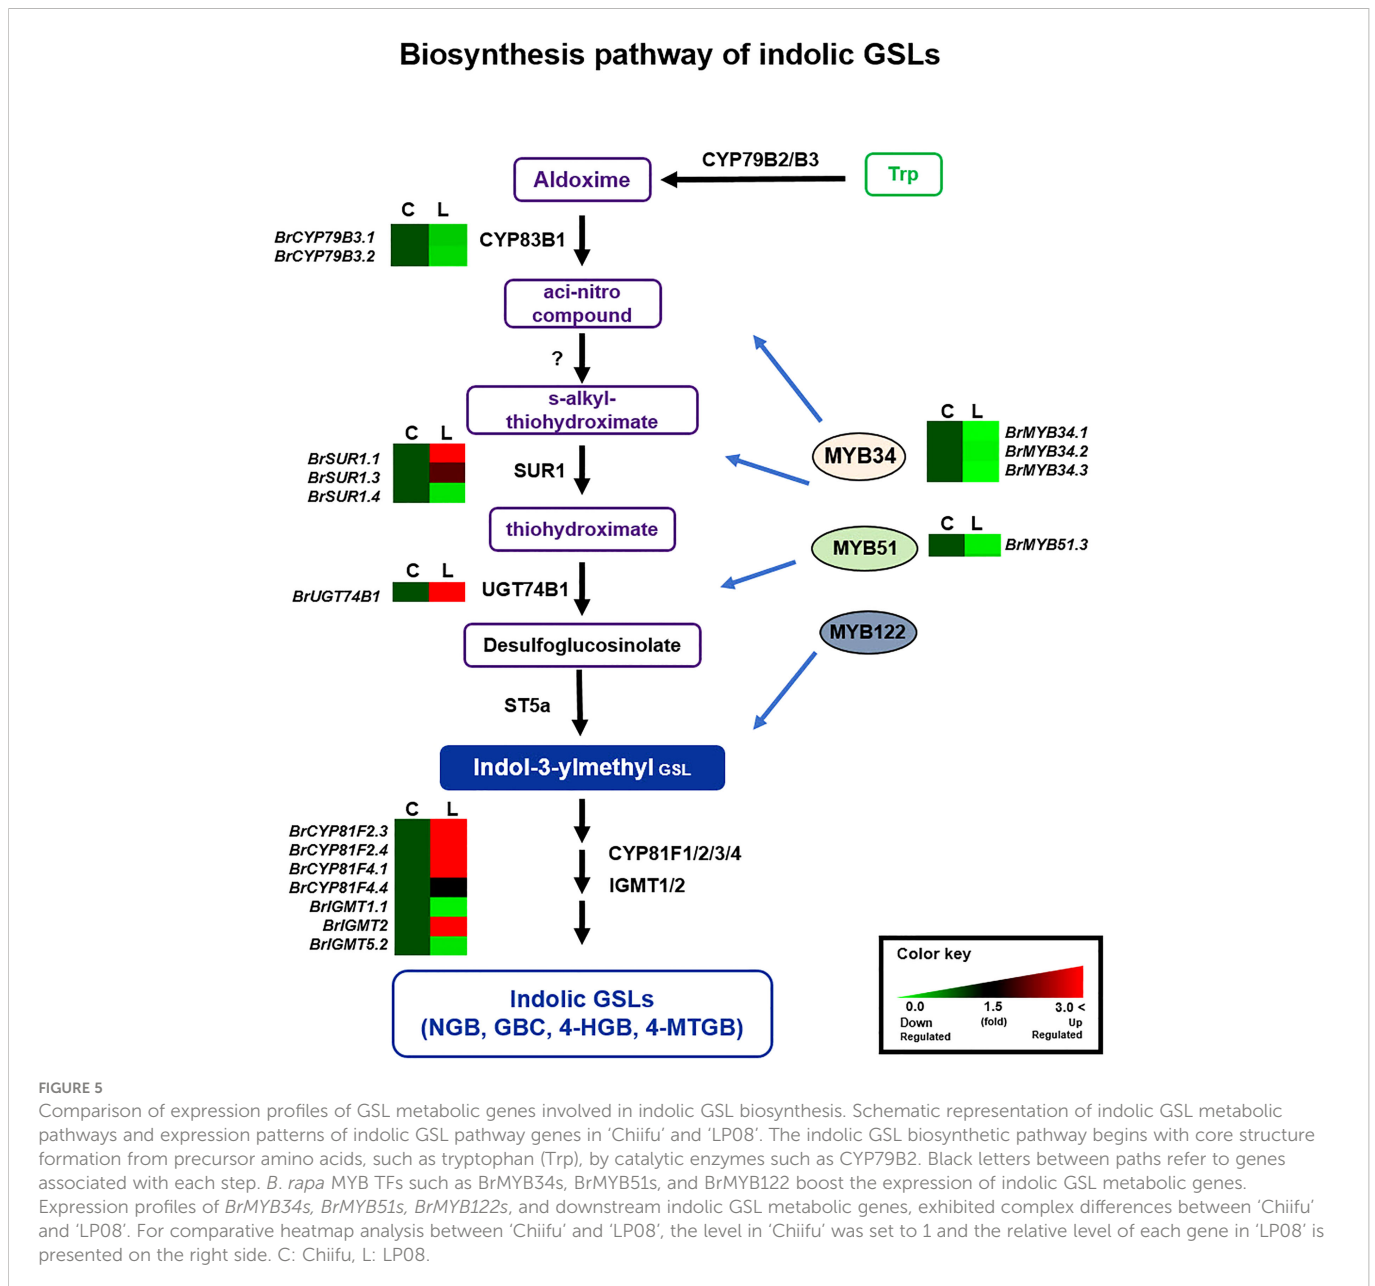 Biosynthesis pathway of indolic GSLs
CYP79B2/B3
Aldoxime
Trp
C L
BrCYP79B3.1
BrCYP79B3.2
CYP83B1
aci-nitro
compound
?
s-alkyl-
thiohydroximate
C L
BrSUR1.1
BrSUR1.3
BrSUR1.4
SUR1
MYB34
C L
BrMYB34.1
BrMYB34.2
BrMYB34.3
thiohydroximate
MYB51
C L
BrMYB51.3
C L
BrUGT74B1
UGT74B1
MYB122
Desulfoglucosinolate
ST5a
Indol-3-ylmethyl GSL
C L
BrCYP81F2.3
BrCYP81F2.4
BrCYP81F4.1
BrCYP81F4.4
BrIGMT1.1
BrIGMT2
BrIGMT5.2
CYP81F1/2/3/4
IGMT1/2
Indolic GSLs
(NGB, GBC, 4-HGB, 4-MTGB)
Color key
0.0 1.5 3.0 <
Down (fold) Up
Regulated Regulated
FIGURE 5
Comparison of expression profiles of GSL metabolic genes involved in indolic GSL biosynthesis. Schematic representation of indolic GSL metabolic
pathways and expression patterns of indolic GSL pathway genes in ‘Chiifu’ and ‘LP08’. The indolic GSL biosynthetic pathway begins with core structure
formation from precursor amino acids, such as tryptophan (Trp), by catalytic enzymes such as CYP79B2. Black letters between paths refer to genes
associated with each step. B. rapa MYB TFs such as BrMYB34s, BrMYB51s, and BrMYB122 boost the expression of indolic GSL metabolic genes.
Expression profiles of BrMYB34s, BrMYB51s, BrMYB122s, and downstream indolic GSL metabolic genes, exhibited complex differences between ‘Chiifu’
and ‘LP08’. For comparative heatmap analysis between ‘Chiifu’ and ‘LP08’, the level in ‘Chiifu’ was set to 1 and the relative level of each gene in ‘LP08’ is
presented on the right side. C: Chiifu, L: LP08.